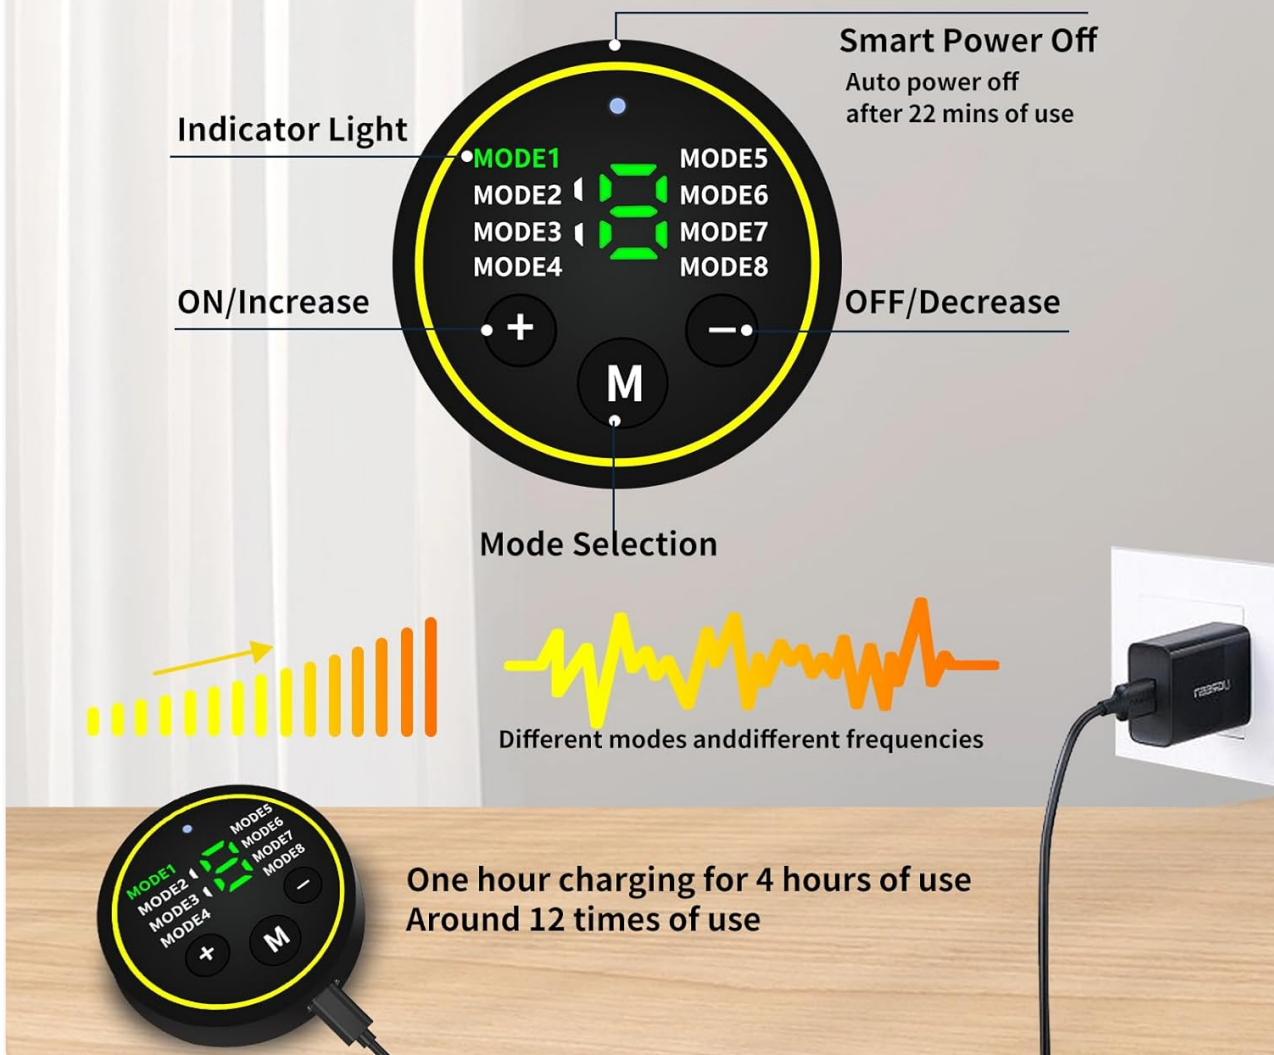 Smart Power Off
Auto power off
after 22 mins of use
Indicator Light
MODE1
MODE2
MODE3
MODE4
8
MODE5
MODE6
MODE7
MODE8
ON/Increase
+
OFF/Decrease
−
M
Mode Selection
Different modes anddifferent frequencies
MODE1
MODE2
MODE3
MODE4
8
MODE5
MODE6
MODE7
MODE8
+
M
−
One hour charging for 4 hours of use
Around 12 times of use